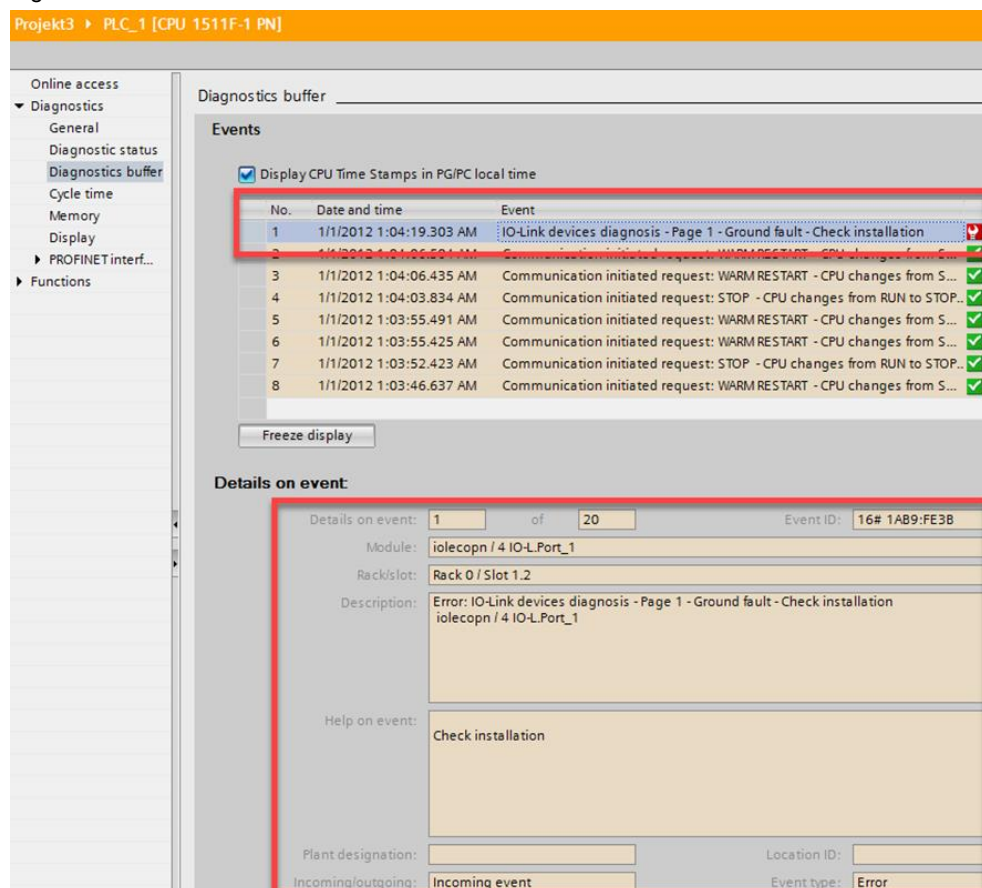 Projekt3 ▸ PLC_1 [CPU 1511F-1 PN]
Online access
Diagnostics
General
Diagnostic status
Diagnostics buffer
Cycle time
Memory
Display
PROFINET interf...
Functions
Diagnostics buffer
Events
Display CPU Time Stamps in PG/PC local time
No. Date and time Event
1 1/1/2012 1:04:19.303 AM IO-Link devices diagnosis - Page 1 - Ground fault - Check installation
3 1/1/2012 1:04:06.435 AM Communication initiated request: WARM RESTART - CPU changes from S...
4 1/1/2012 1:04:03.834 AM Communication initiated request: STOP - CPU changes from RUN to STOP..
5 1/1/2012 1:03:55.491 AM Communication initiated request: WARM RESTART - CPU changes from S...
6 1/1/2012 1:03:55.425 AM Communication initiated request: WARM RESTART - CPU changes from S...
7 1/1/2012 1:03:52.423 AM Communication initiated request: STOP - CPU changes from RUN to STOP..
8 1/1/2012 1:03:46.637 AM Communication initiated request: WARM RESTART - CPU changes from S...
Freeze display
Details on event:
Details on event: 1 of 20 Event ID: 16# 1AB9:FE3B
Module: iolecopn / 4 IO-L.Port_1
Rack/slot: Rack 0 / Slot 1.2
Description: Error: IO-Link devices diagnosis - Page 1 - Ground fault - Check installation
iolecopn / 4 IO-L.Port_1
Help on event:
Check installation
Plant designation: Location ID:
Incoming/outgoing: Incoming event Event type: Error